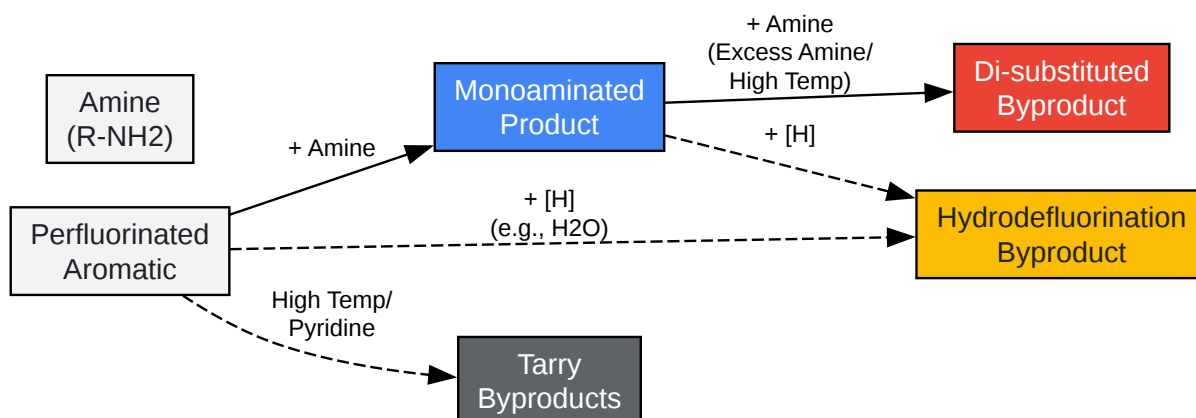 Amine
(R-NH2)
Perfluorinated
Aromatic
+ Amine
Monoaminated
Product
+ Amine
(Excess Amine/
High Temp)
Di-substituted
Byproduct
+ [H]
+ [H]
(e.g., H2O)
Hydrodefluorination
Byproduct
High Temp/
Pyridine
Tarry
Byproducts